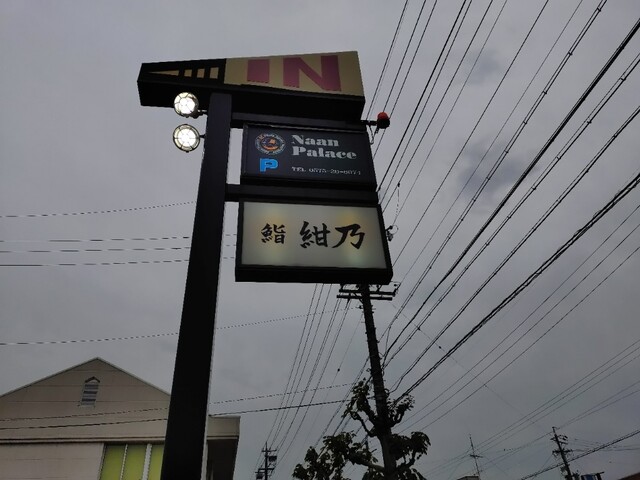 IN
Naan
Palace
P
鮨 紺乃